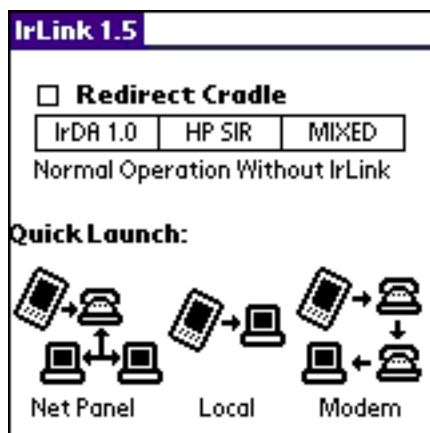 IrLink 1.5
Redirect Cradle
IrDA 1.0 HP SIR MIXED
Normal Operation Without IrLink
Quick Launch:
Net Panel Local Modem